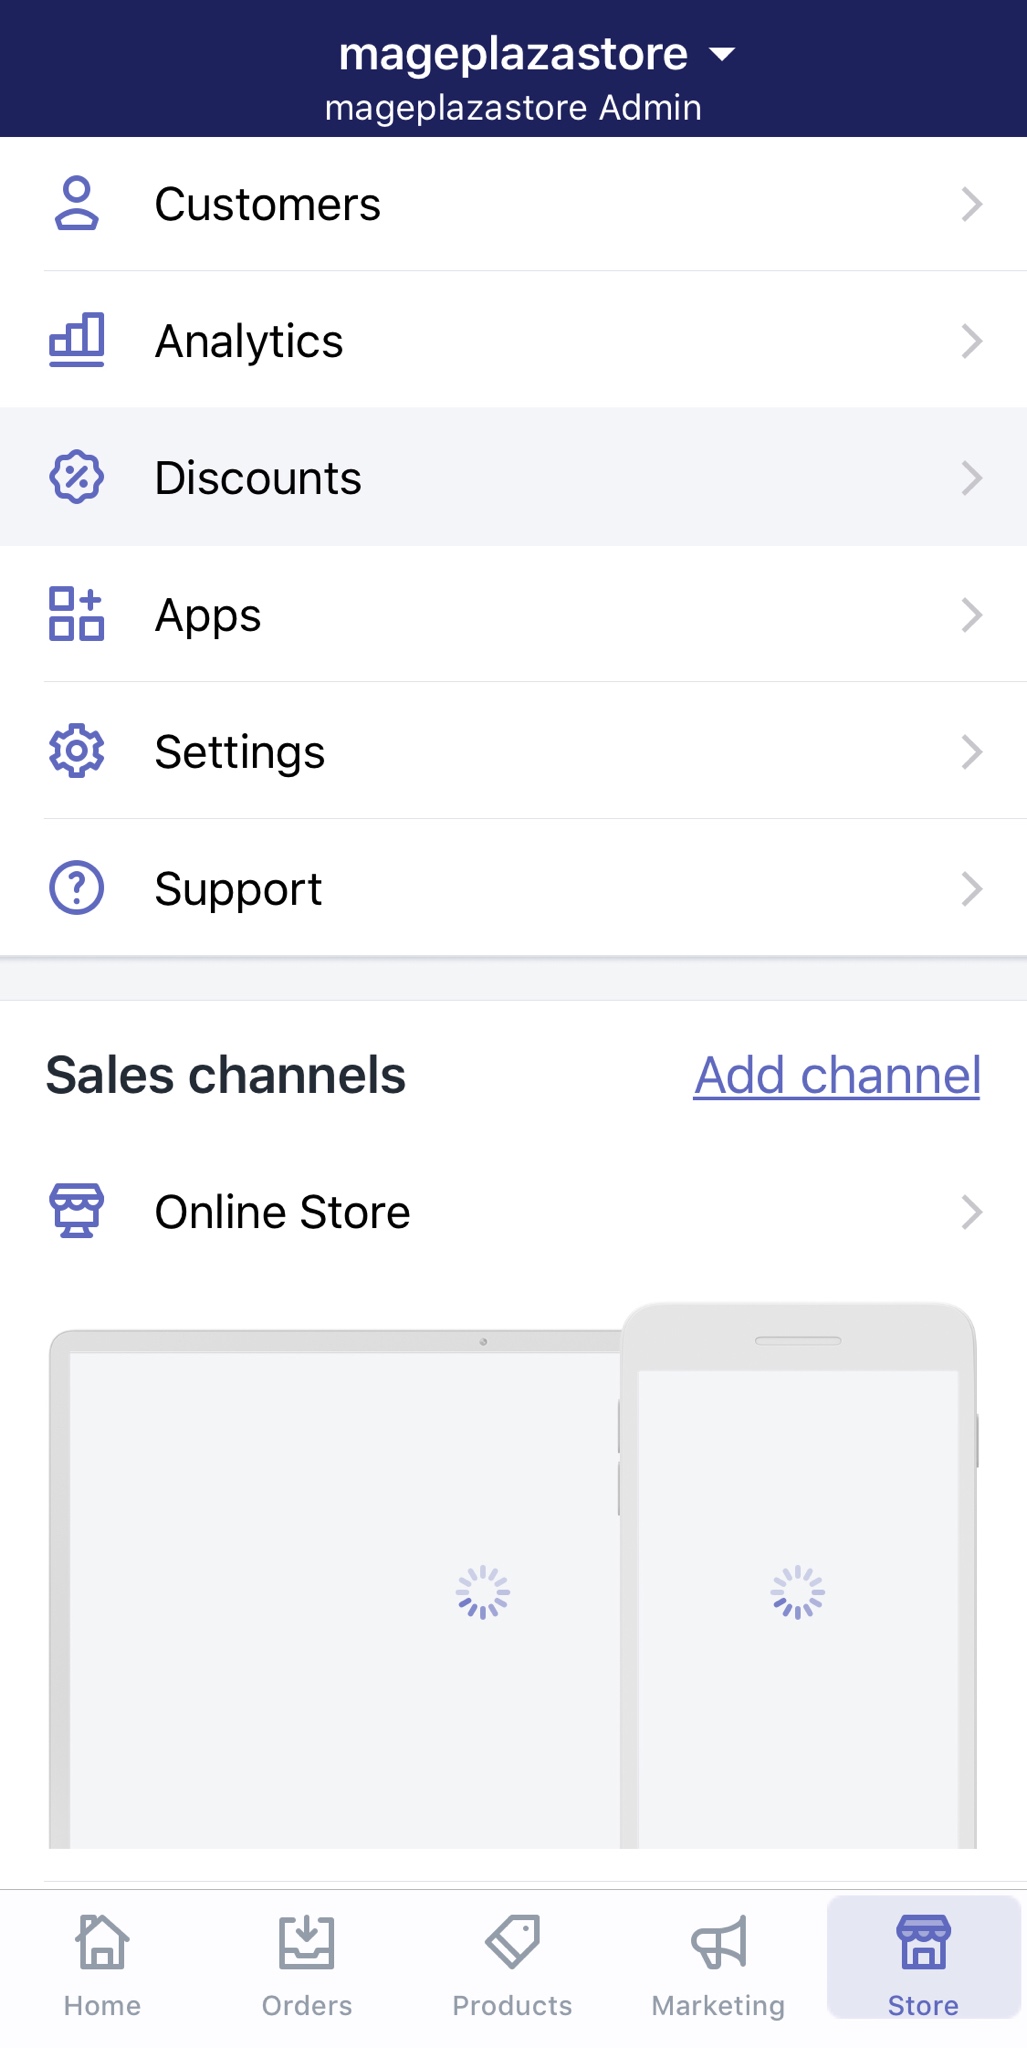 mageplazastore
mageplazastore Admin
Customers
Analytics
Discounts
Apps
Settings
Support
Sales channels
Add channel
Online Store
Home
Orders
Products
Marketing
Store